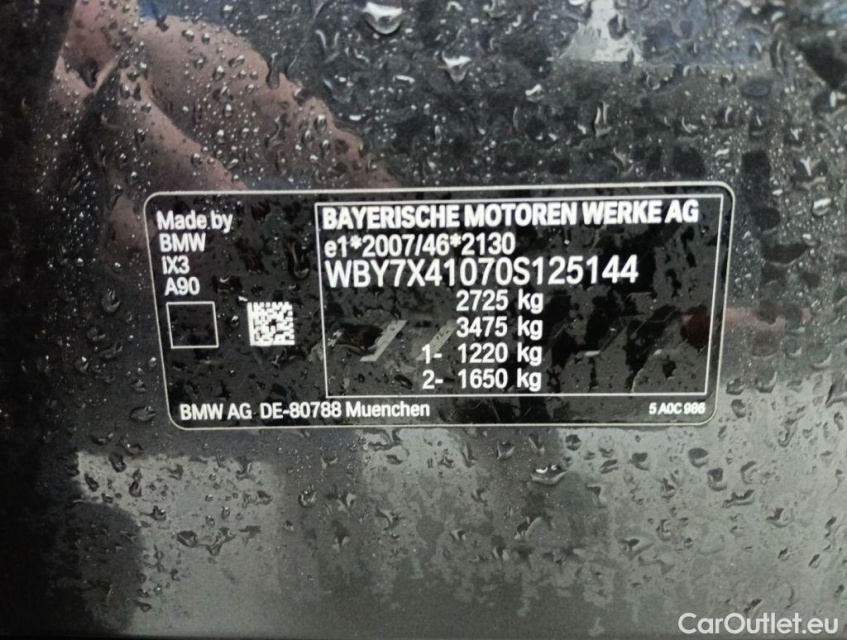 Made by
BMW
IX3
A90
BAYERISCHE MOTOREN WERKE AG
e1*2007/46*2130
WBY7X41070S125144
2725 kg
3475 kg
1- 1220 kg
2- 1650 kg
BMW AG DE-80788 Muenchen
5 A0C 986
CarOutlet.eu